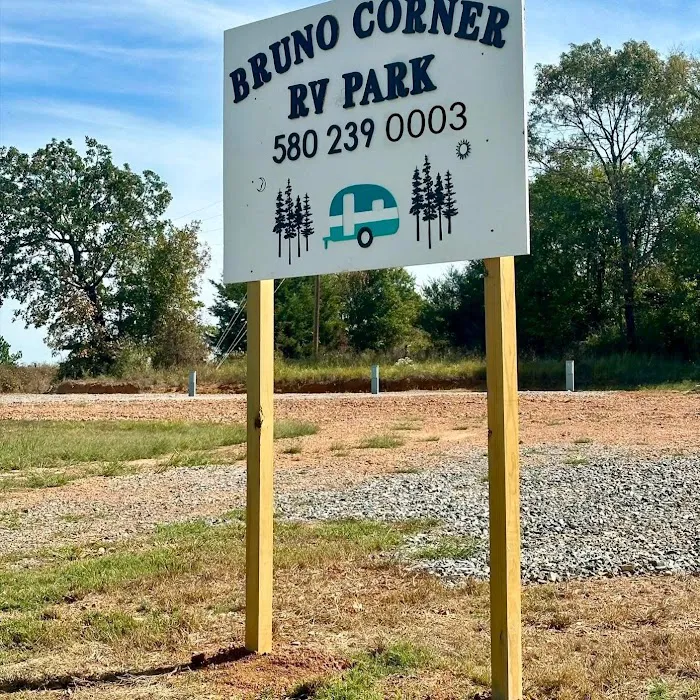 BRUNO CORNER
RV PARK
580 239 0003